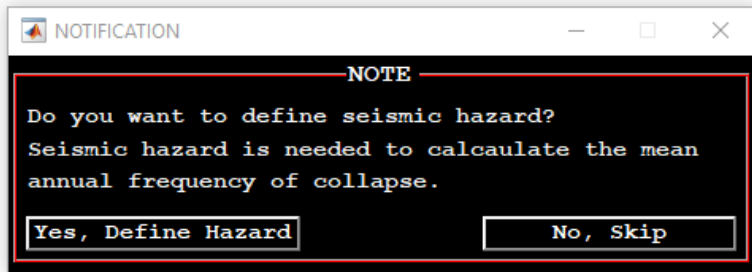 NOTIFICATION
NOTE
Do you want to define seismic hazard?
Seismic hazard is needed to calcaulate the mean
annual frequency of collapse.
Yes, Define Hazard
No, Skip